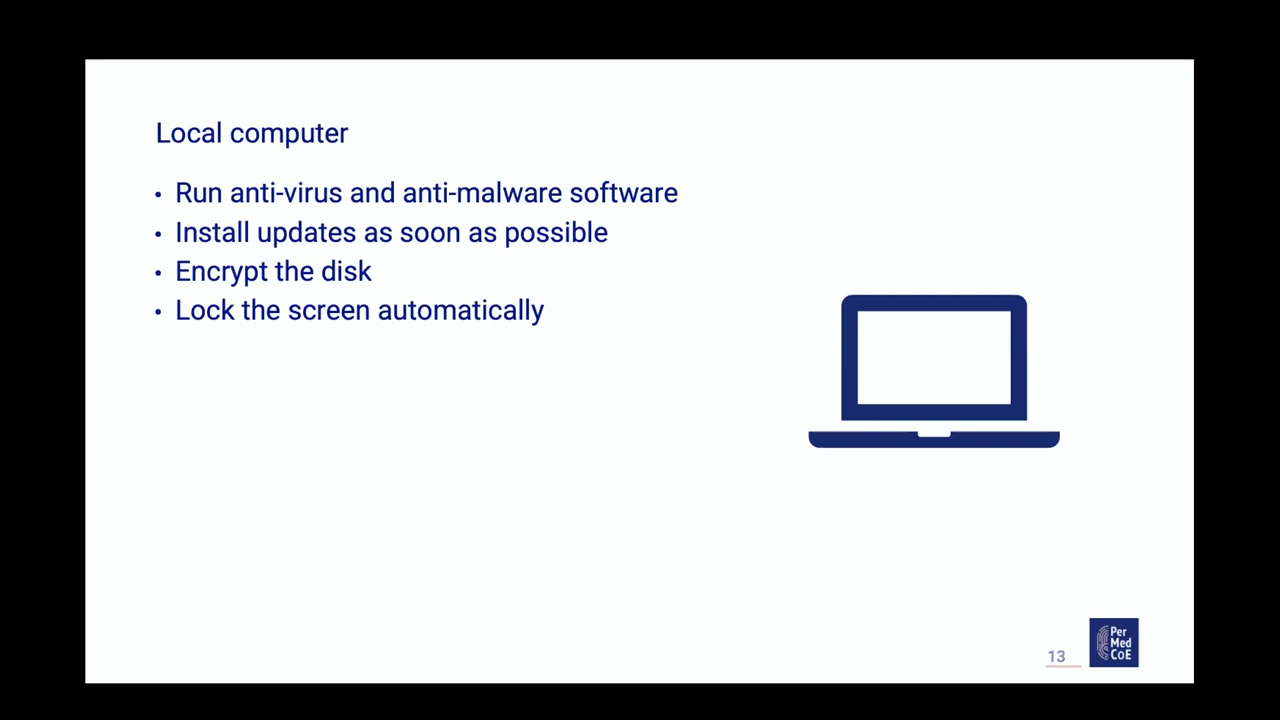 Local computer
• Run anti-virus and anti-malware software
• Install updates as soon as possible
• Encrypt the disk
• Lock the screen automatically
13
Per
Med
CoE